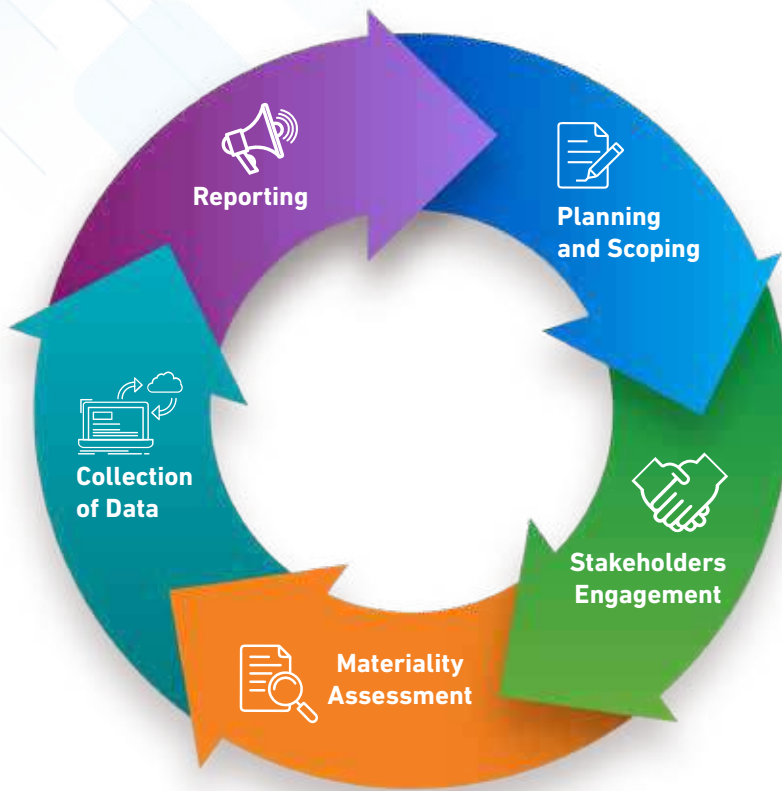 Reporting
Planning
and Scoping
Stakeholders
Engagement
Materiality
Assessment
Collection
of Data